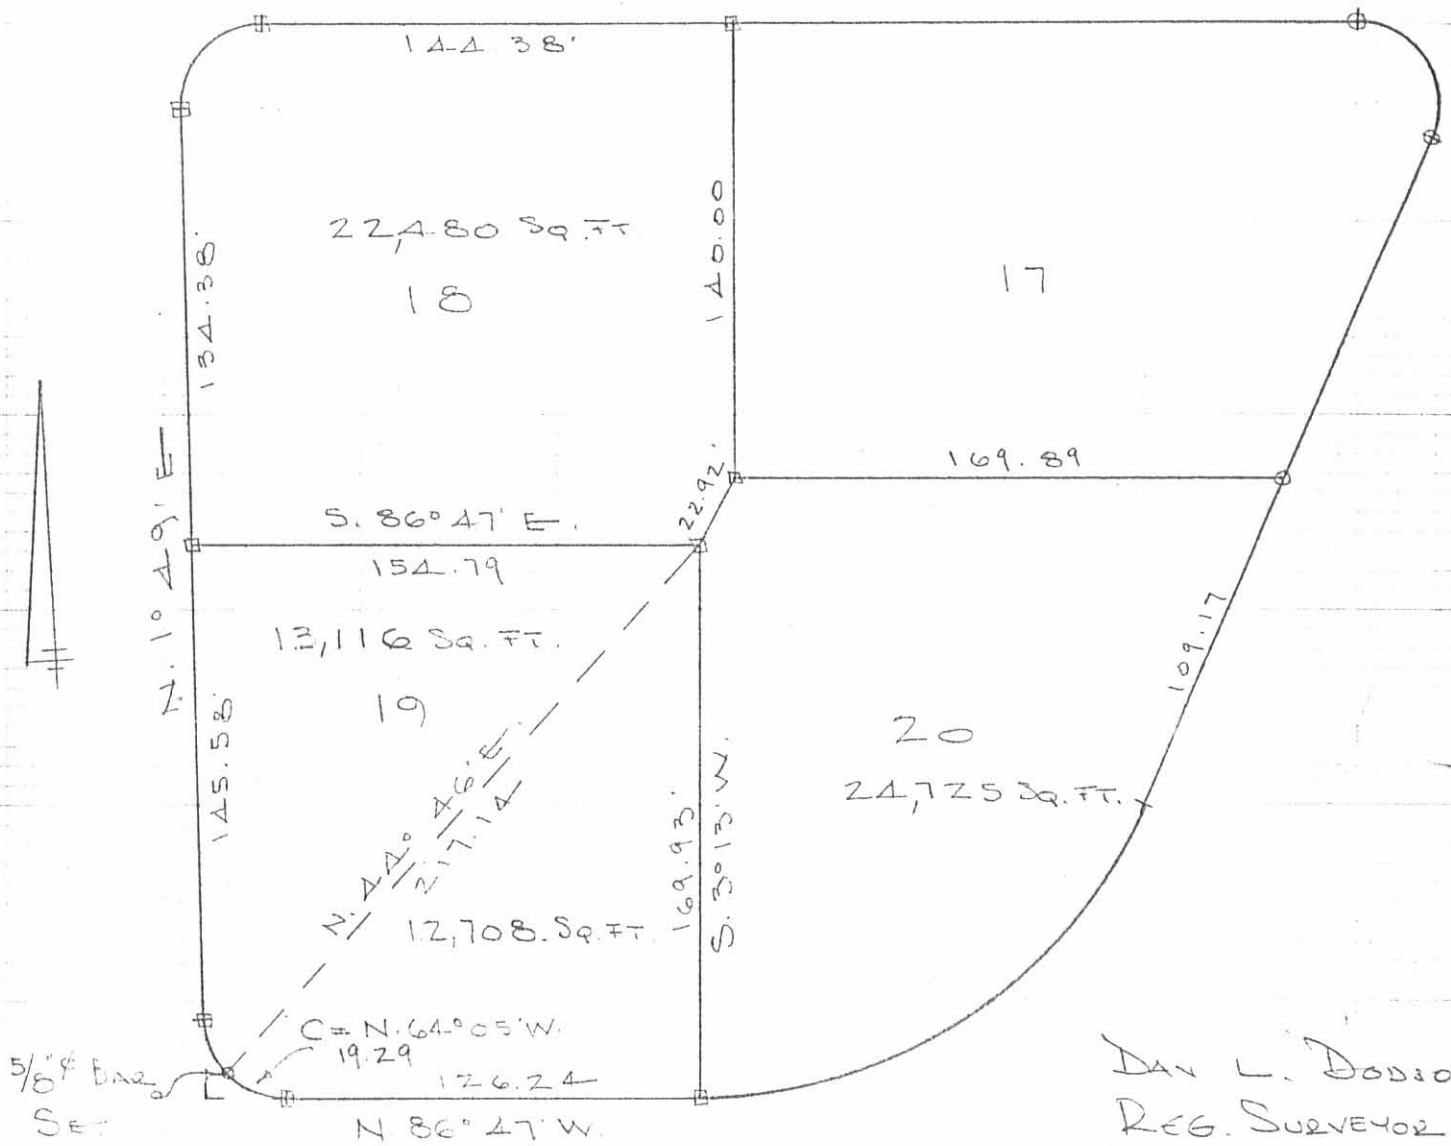 144.38'
22,480 Sq. Ft
18
134.38'
140.00
17
N. 1° 49' E
S. 86° 47' E.
154.79
22.92'
169.89
13,116 Sq. Ft.
19
145.58'
N. 44° 46' E.
217.14
109.17
20
24,725 Sq. Ft.
169.93'
S. 3° 13' W.
12,708 Sq. Ft.
C = N. 64° 05' W.
19.29
126.24
N 86° 47' W.
5/8" Bar
Set
Dan L.
Reg. Surveyor